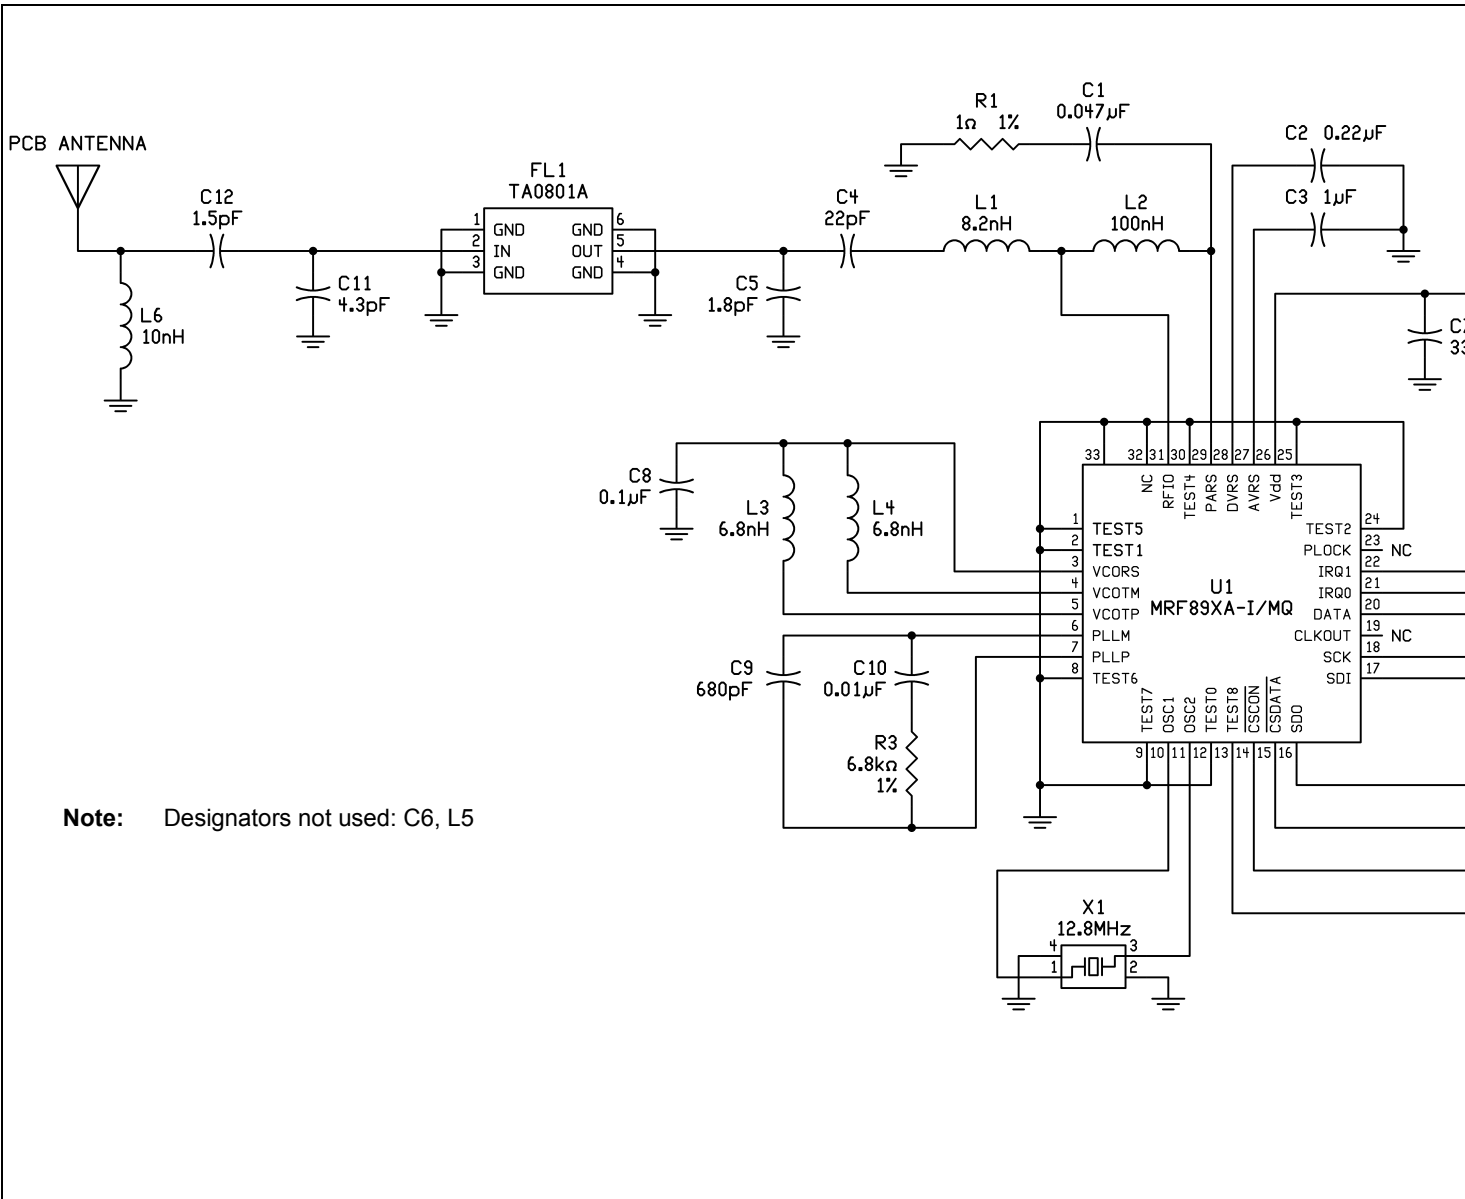 C1
0.047µF
R1
1Ω 1%
C2 0.22µF
C3 1µF
PCB ANTENNA
FL1
TA0801A
C12
1.5pF
C4
22pF
L1
8.2nH
L2
100nH
1 GND GND 6
2 IN OUT 5
3 GND GND 4
C11
4.3pF
C5
1.8pF
L6
10nH
33 32 31 30 29 28 27 26 25
NC RFIO TEST4 PARS DVRS AVRS Vdd TEST3
C8
0.1µF
L3
6.8nH
L4
6.8nH
1 TEST5 TEST2 24
2 TEST1 PLOCK 23 NC
3 VCORS IRQ1 22
4 VCOTM IRQ0 21
5 VCOTP DATA 20
6 PLLM CLKOUT 19 NC
7 PLLP SCK 18
8 TEST6 SDI 17
U1
MRF89XA-I/MQ
TEST7 OSC1 OSC2 TEST0 TEST8 CSCON CSDATA SDO
9 10 11 12 13 14 15 16
C9
680pF
C10
0.01µF
R3
6.8kΩ
1%
Note: Designators not used: C6, L5
X1
12.8MHz
4 3
1 2